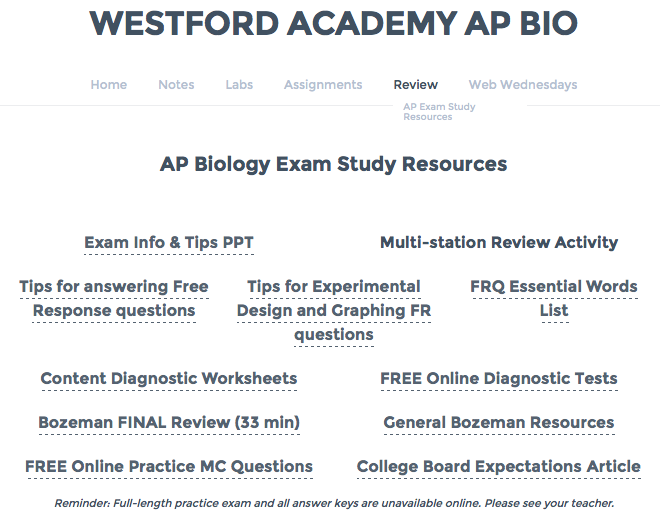 WESTFORD ACADEMY AP BIO
Home Notes Labs Assignments Review Web Wednesdays
AP Exam Study
Resources
AP Biology Exam Study Resources
Exam Info & Tips PPT
Multi-station Review Activity
Tips for answering Free
Response questions
Tips for Experimental
Design and Graphing FR
questions
FRQ Essential Words
List
Content Diagnostic Worksheets
FREE Online Diagnostic Tests
Bozeman FINAL Review (33 min)
General Bozeman Resources
FREE Online Practice MC Questions
College Board Expectations Article
Reminder: Full-length practice exam and all answer keys are unavailable online. Please see your teacher.